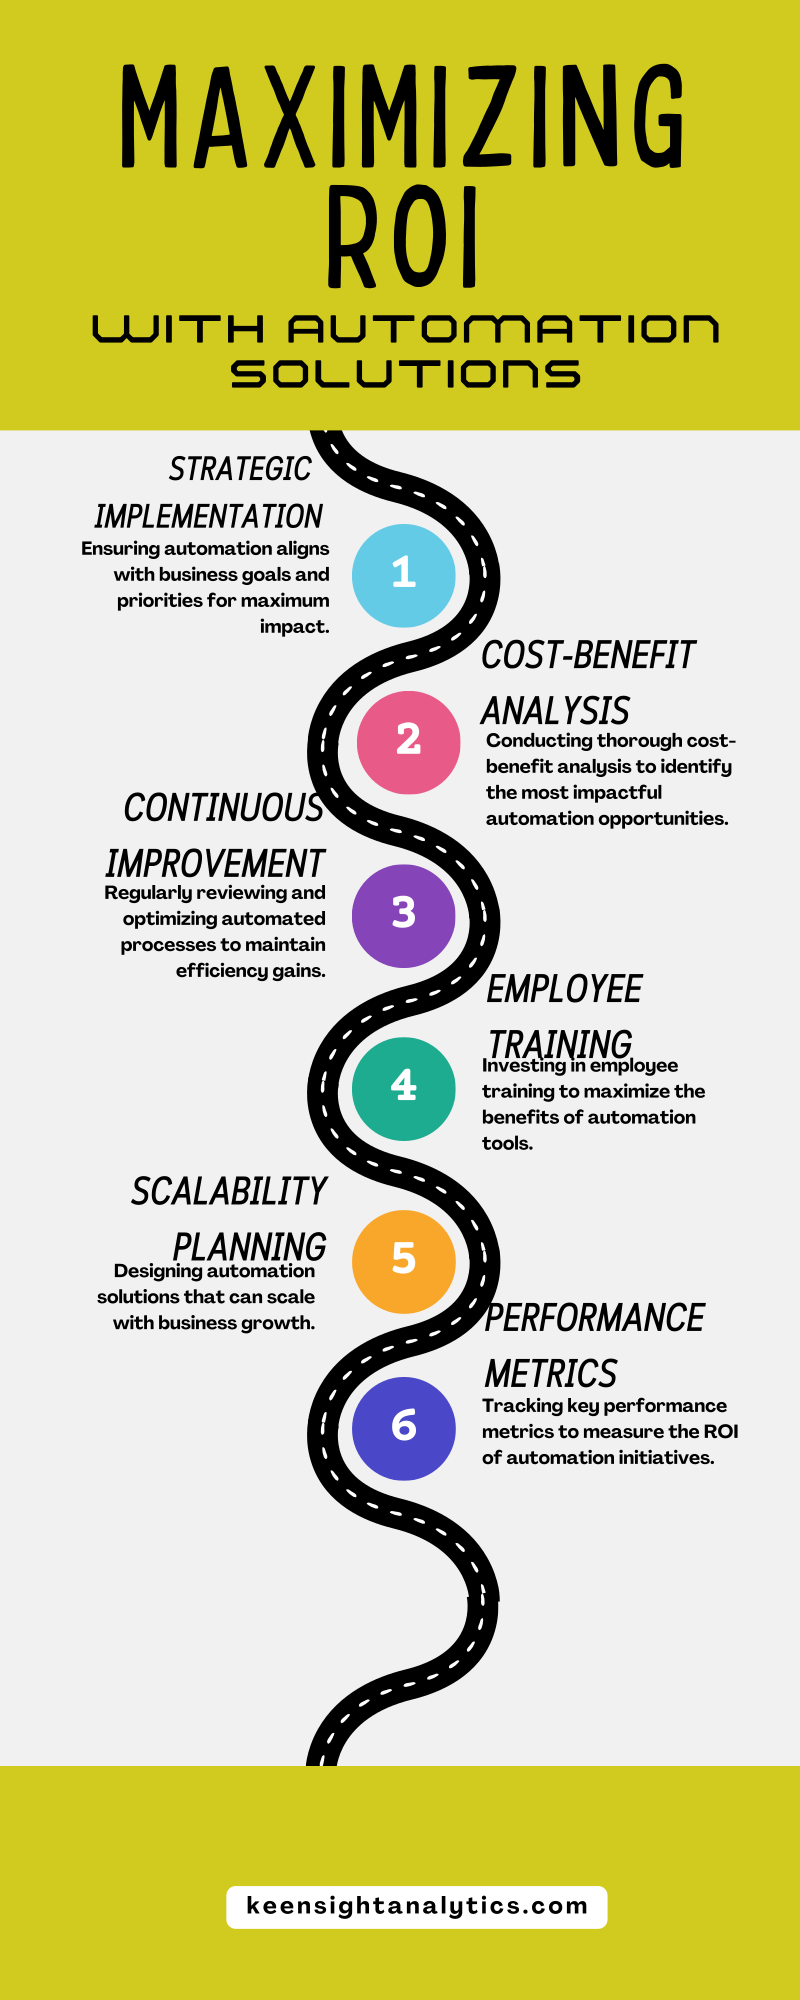 MAXIMIZING
ROI
WITH AUTOMATION
SOLUTIONS
STRATEGIC
IMPLEMENTATION
Ensuring automation aligns
with business goals and
priorities for maximum
impact.
1
COST-BENEFIT
ANALYSIS
Conducting thorough cost-
benefit analysis to identify
the most impactful
automation opportunities.
2
CONTINUOUS
IMPROVEMENT
Regularly reviewing and
optimizing automated
processes to maintain
efficiency gains.
3
EMPLOYEE
TRAINING
Investing in employee
training to maximize the
benefits of automation
tools.
4
SCALABILITY
PLANNING
Designing automation
solutions that can scale
with business growth.
5
PERFORMANCE
METRICS
Tracking key performance
metrics to measure the ROI
of automation initiatives.
6
keensightanalytics.com